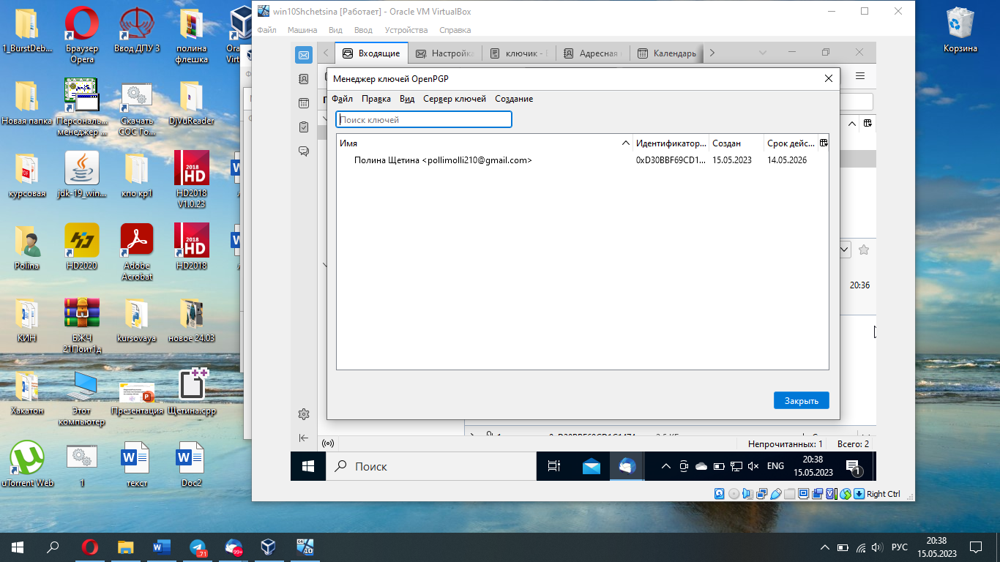 win10Shchetsina [Работает] - Oracle VM VirtualBox
Файл Машина Вид Ввод Устройства Справка
Входящие
Настройка
ключик -
Адресная
Календарь
Менеджер ключей OpenPGP
Файл Правка Вид Сервер ключей Создание
Поиск ключей
Имя Идентификатор... Создан Срок дейс...
Полина Щетина <pollimolli210@gmail.com> 0xD30BBF69CD1... 15.05.2023 14.05.2026
20:36
Закрыть
Непрочитанных: 1 Всего: 2
Поиск
ENG
20:38
15.05.2023
1
Right Ctrl
1_BurstDeb...
Браузер
Opera
Ввод ДПУ 3
полина
флешка
Новая папка
Персональ...
менеджер ...
Скачать
СОС Го...
DjVuReader
курсовая
jdk-19_win...
кпо кр1
HD2018
V1.0.23
Polina
HD2020
Adobe
Acrobat
HD2018
КИН
БЖЧ
21Поит1д
kursovaya
новое 24.03
Хакатон
Этот
компьютер
Презентация
Щетина.cpp
uTorrent Web
1
текст
Doc2
Корзина
.71
99+
РУС
20:38
15.05.2023